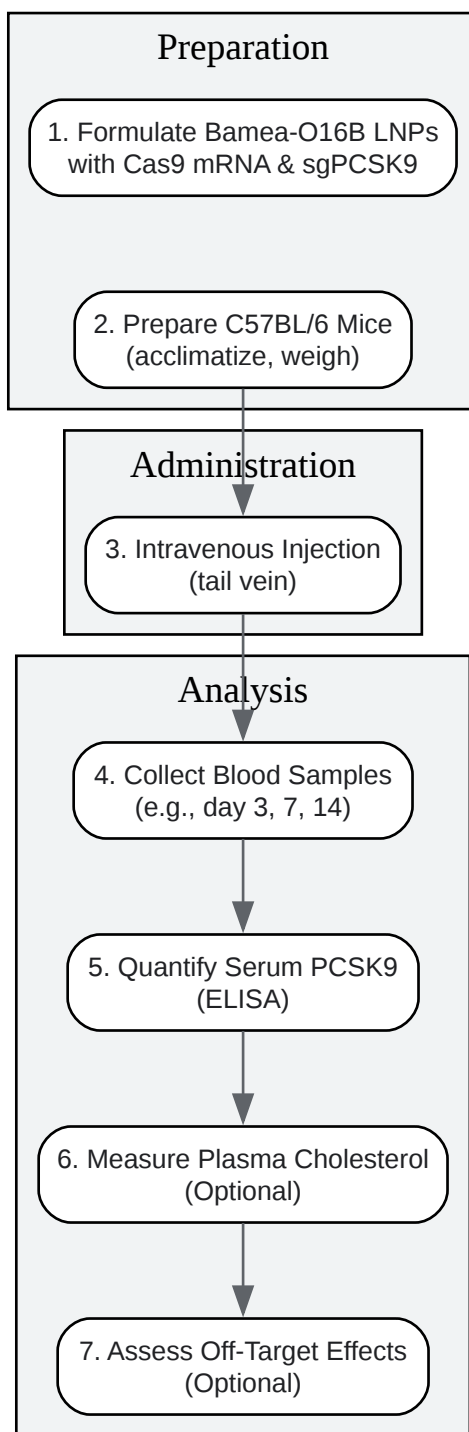 Preparation
1. Formulate Bamea-O16B LNPs
with Cas9 mRNA & sgPCSK9
2. Prepare C57BL/6 Mice
(acclimatize, weigh)
Administration
3. Intravenous Injection
(tail vein)
Analysis
4. Collect Blood Samples
(e.g., day 3, 7, 14)
5. Quantify Serum PCSK9
(ELISA)
6. Measure Plasma Cholesterol
(Optional)
7. Assess Off-Target Effects
(Optional)